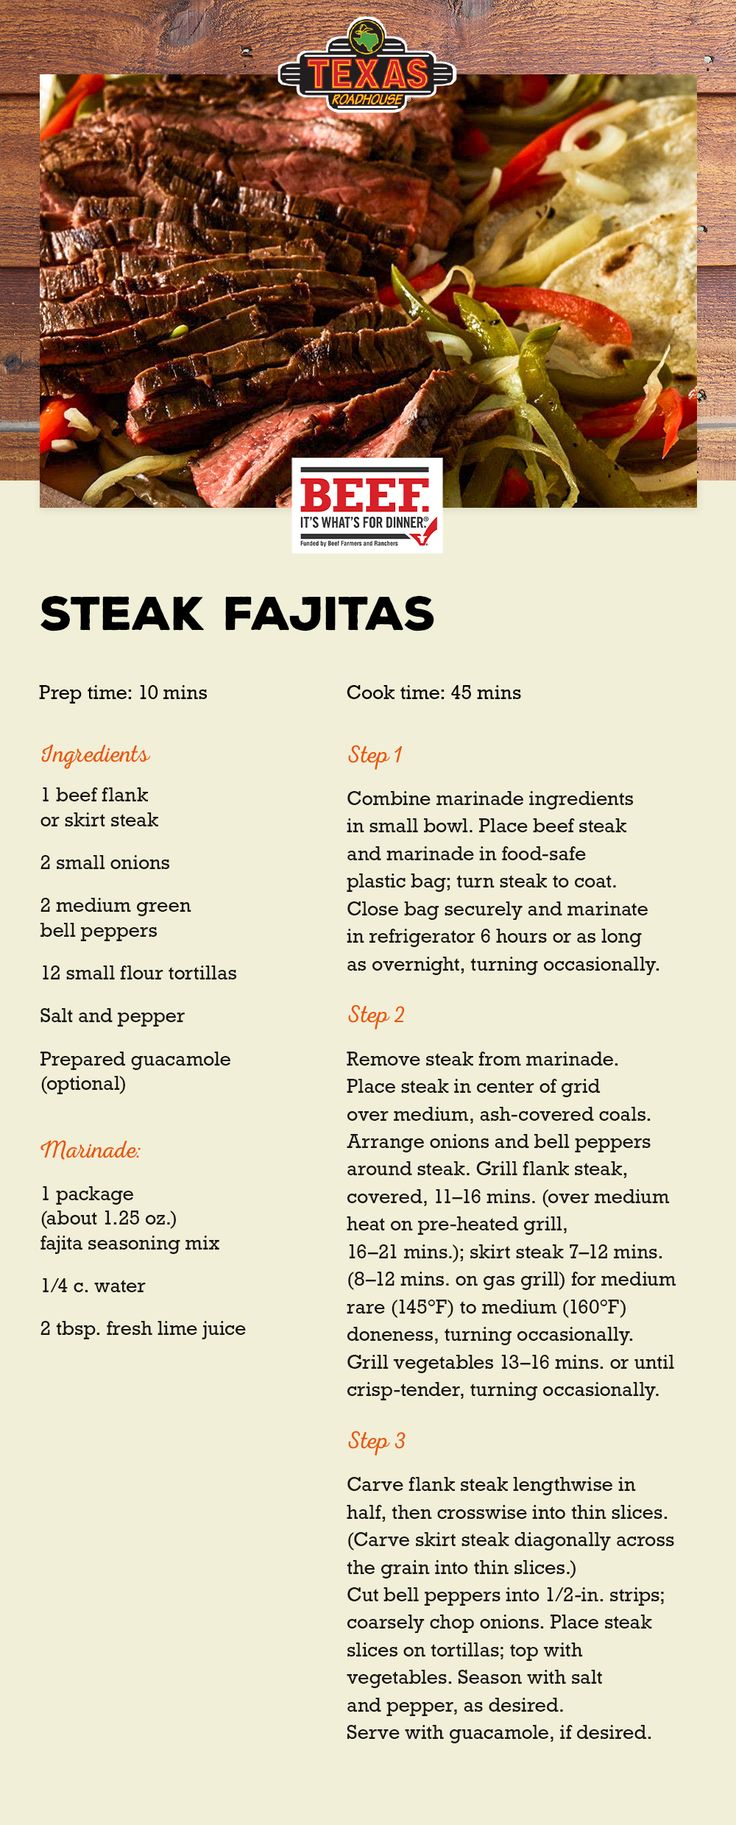 TEXAS
ROADHOUSE
BEEF.
IT'S WHAT'S FOR DINNER.®
Funded by Beef Farmers and Ranchers
STEAK FAJITAS
Prep time: 10 mins
Cook time: 45 mins
Ingredients
1 beef flank
or skirt steak
2 small onions
2 medium green
bell peppers
12 small flour tortillas
Salt and pepper
Prepared guacamole
(optional)
Marinade:
1 package
(about 1.25 oz.)
fajita seasoning mix
1/4 c. water
2 tbsp. fresh lime juice
Step 1
Combine marinade ingredients
in small bowl. Place beef steak
and marinade in food-safe
plastic bag; turn steak to coat.
Close bag securely and marinate
in refrigerator 6 hours or as long
as overnight, turning occasionally.
Step 2
Remove steak from marinade.
Place steak in center of grid
over medium, ash-covered coals.
Arrange onions and bell peppers
around steak. Grill flank steak,
covered, 11–16 mins. (over medium
heat on pre-heated grill,
16–21 mins.); skirt steak 7–12 mins.
(8–12 mins. on gas grill) for medium
rare (145°F) to medium (160°F)
doneness, turning occasionally.
Grill vegetables 13–16 mins. or until
crisp-tender, turning occasionally.
Step 3
Carve flank steak lengthwise in
half, then crosswise into thin slices.
(Carve skirt steak diagonally across
the grain into thin slices.)
Cut bell peppers into 1/2-in. strips;
coarsely chop onions. Place steak
slices on tortillas; top with
vegetables. Season with salt
and pepper, as desired.
Serve with guacamole, if desired.